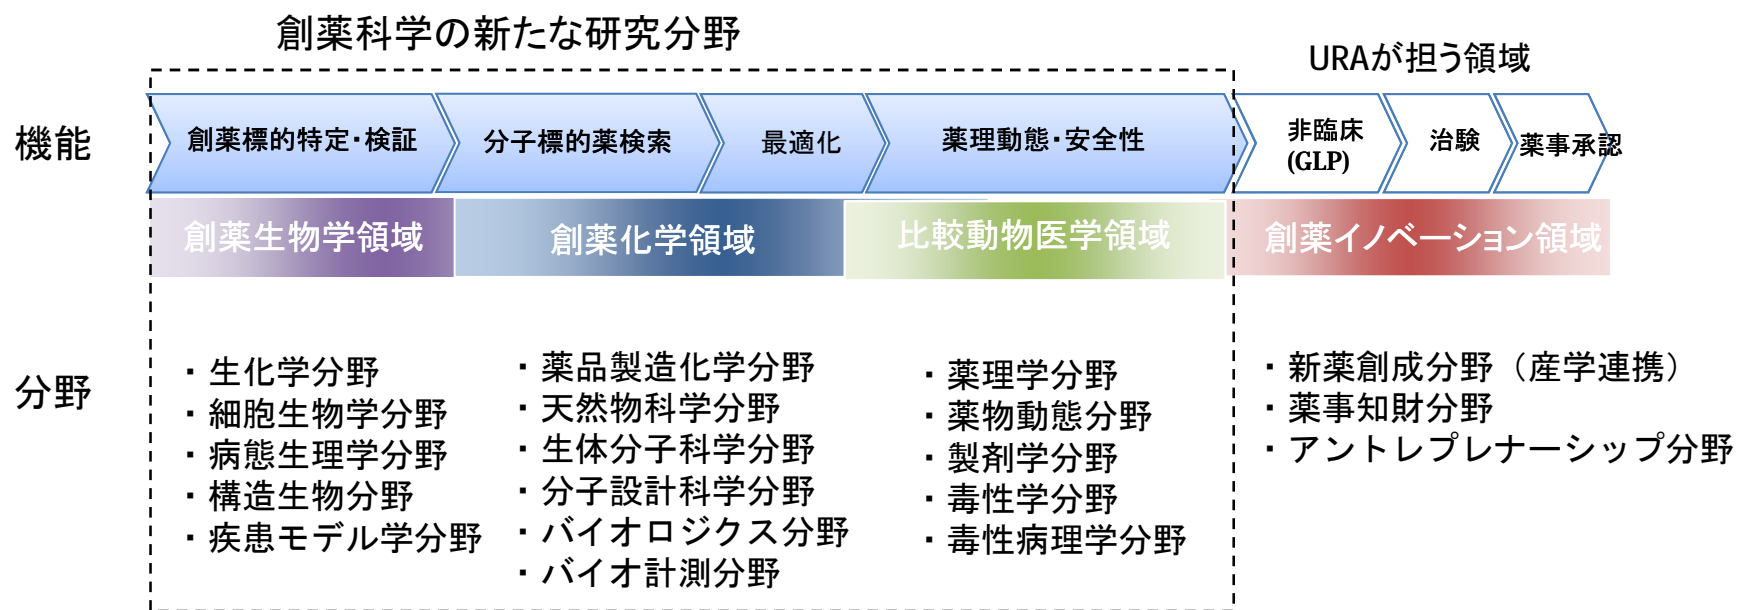 創薬科学の新たな研究分野
URAが担う領域
機能
創薬標的特定・検証
分子標的薬検索
最適化
薬理動態・安全性
非臨床
(GLP)
治験
薬事承認
創薬生物学領域
創薬化学領域
比較動物医学領域
創薬イノベーション領域
分野
・生化学分野
・細胞生物学分野
・病態生理学分野
・構造生物分野
・疾患モデル学分野
・薬品製造化学分野
・天然物科学分野
・生体分子科学分野
・分子設計科学分野
・バイオロジクス分野
・バイオ計測分野
・薬理学分野
・薬物動態分野
・製剤学分野
・毒性学分野
・毒性病理学分野
・新薬創成分野（産学連携）
・薬事知財分野
・アントレプレナーシップ分野